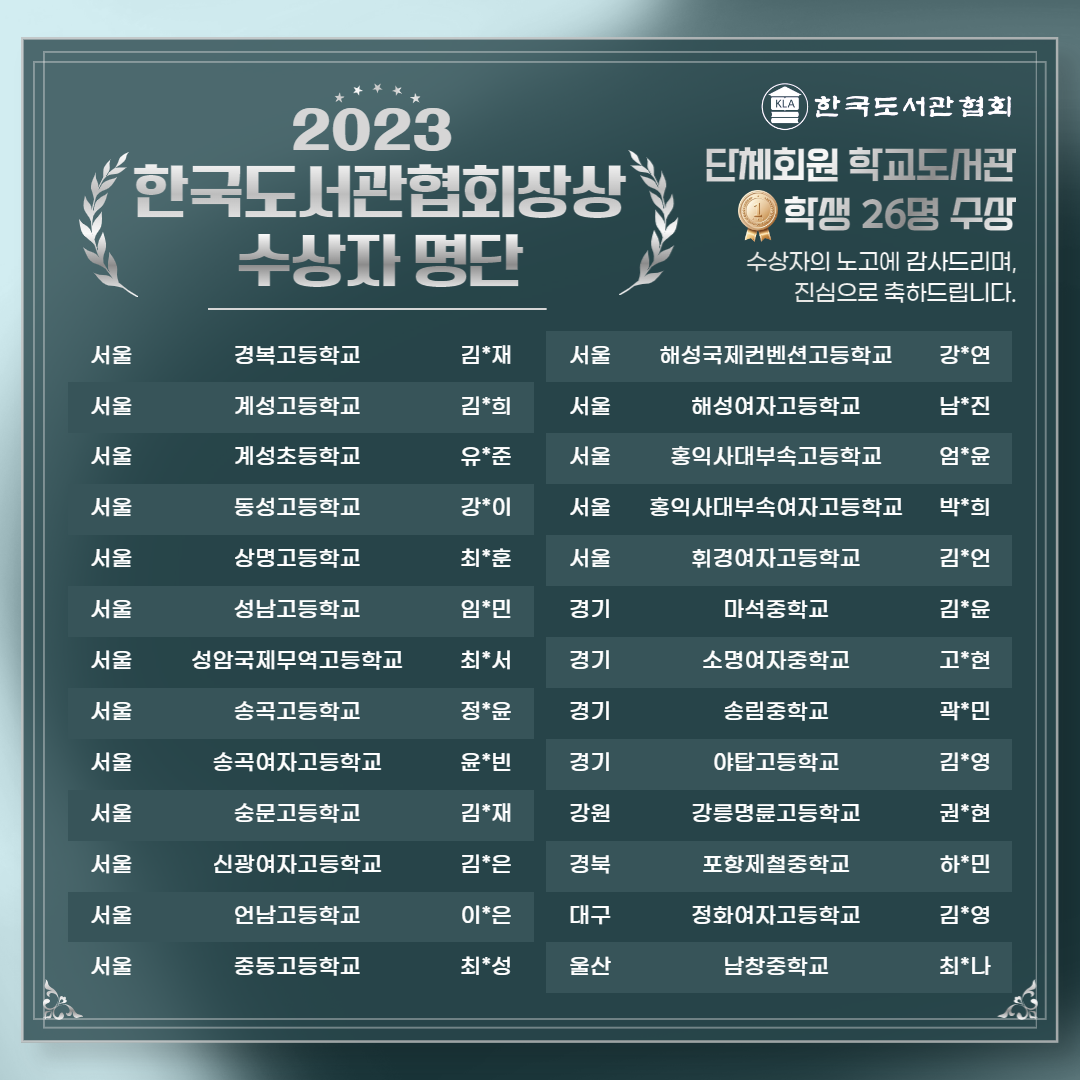 2023
한국도서관협회장상
수상자 명단
KLA 한국도서관협회
단체회원 학교도서관
1 학생 26명 수상
수상자의 노고에 감사드리며,
진심으로 축하드립니다.
서울 경복고등학교 김*재
서울 계성고등학교 김*희
서울 계성초등학교 유*준
서울 동성고등학교 강*이
서울 상명고등학교 최*훈
서울 성남고등학교 임*민
서울 성암국제무역고등학교 최*서
서울 송곡고등학교 정*윤
서울 송곡여자고등학교 윤*빈
서울 숭문고등학교 김*재
서울 신광여자고등학교 김*은
서울 언남고등학교 이*은
서울 중동고등학교 최*성
서울 해성국제컨벤션고등학교 강*연
서울 해성여자고등학교 남*진
서울 홍익사대부속고등학교 엄*윤
서울 홍익사대부속여자고등학교 박*희
서울 휘경여자고등학교 김*언
경기 마석중학교 김*윤
경기 소명여자중학교 고*현
경기 송림중학교 곽*민
경기 야탑고등학교 김*영
강원 강릉명륜고등학교 권*현
경북 포항제철중학교 하*민
대구 정화여자고등학교 김*영
울산 남창중학교 최*나